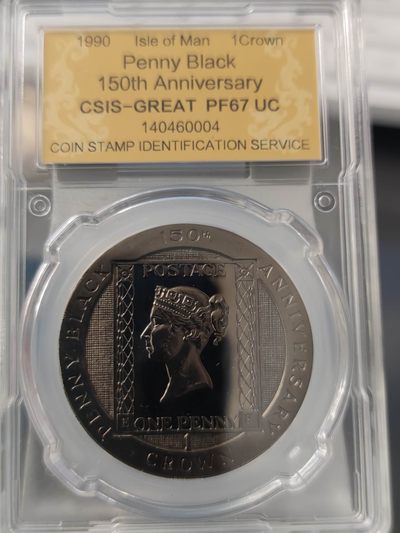 1990 Isle of Man 1Crown
Penny Black
150th Anniversary
CSIS-GREAT PF67 UC
140460004
COIN STAMP IDENTIFICATION SERVICE
150th
PENNY BLACK
ANNIVERSARY
POSTAGE
ONE PENNY
1
CROWN